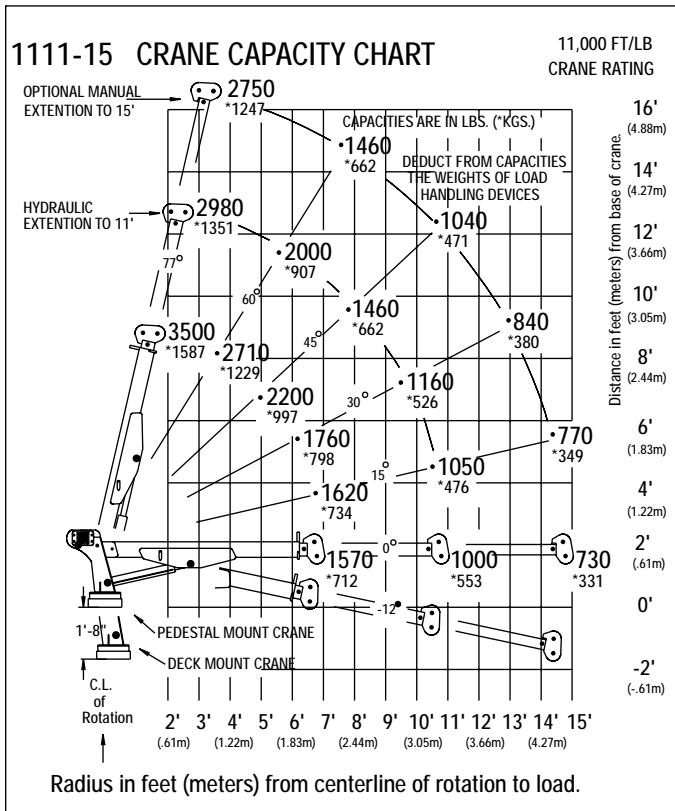 1111-15 CRANE CAPACITY CHART
11,000 FT/LB
CRANE RATING
OPTIONAL MANUAL
EXTENTION TO 15'
2750
*1247
CAPACITIES ARE IN LBS. (*KGS.)
1460
*662
DEDUCT FROM CAPACITIES
THE WEIGHTS OF LOAD
HANDLING DEVICES
HYDRAULIC
EXTENTION TO 11'
2980
*1351
2000
*907
1040
*471
77°
60°
45°
30°
15°
0°
-12
3500
*1587
2710
*1229
1460
*662
840
*380
2200
*997
1160
*526
1760
*798
770
*349
1620
*734
1050
*476
1570
*712
1000
*553
730
*331
16'
(4.88m)
14'
(4.27m)
12'
(3.66m)
10'
(3.05m)
8'
(2.44m)
6'
(1.83m)
4'
(1.22m)
2'
(.61m)
0'
-2'
(-.61m)
Distance in feet (meters) from base of crane.
1'-8"
PEDESTAL MOUNT CRANE
DECK MOUNT CRANE
C.L.
of
Rotation
2' 3' 4' 5' 6' 7' 8' 9' 10' 11' 12' 13' 14' 15'
(.61m) (1.22m) (1.83m) (2.44m) (3.05m) (3.66m) (4.27m)
Radius in feet (meters) from centerline of rotation to load.